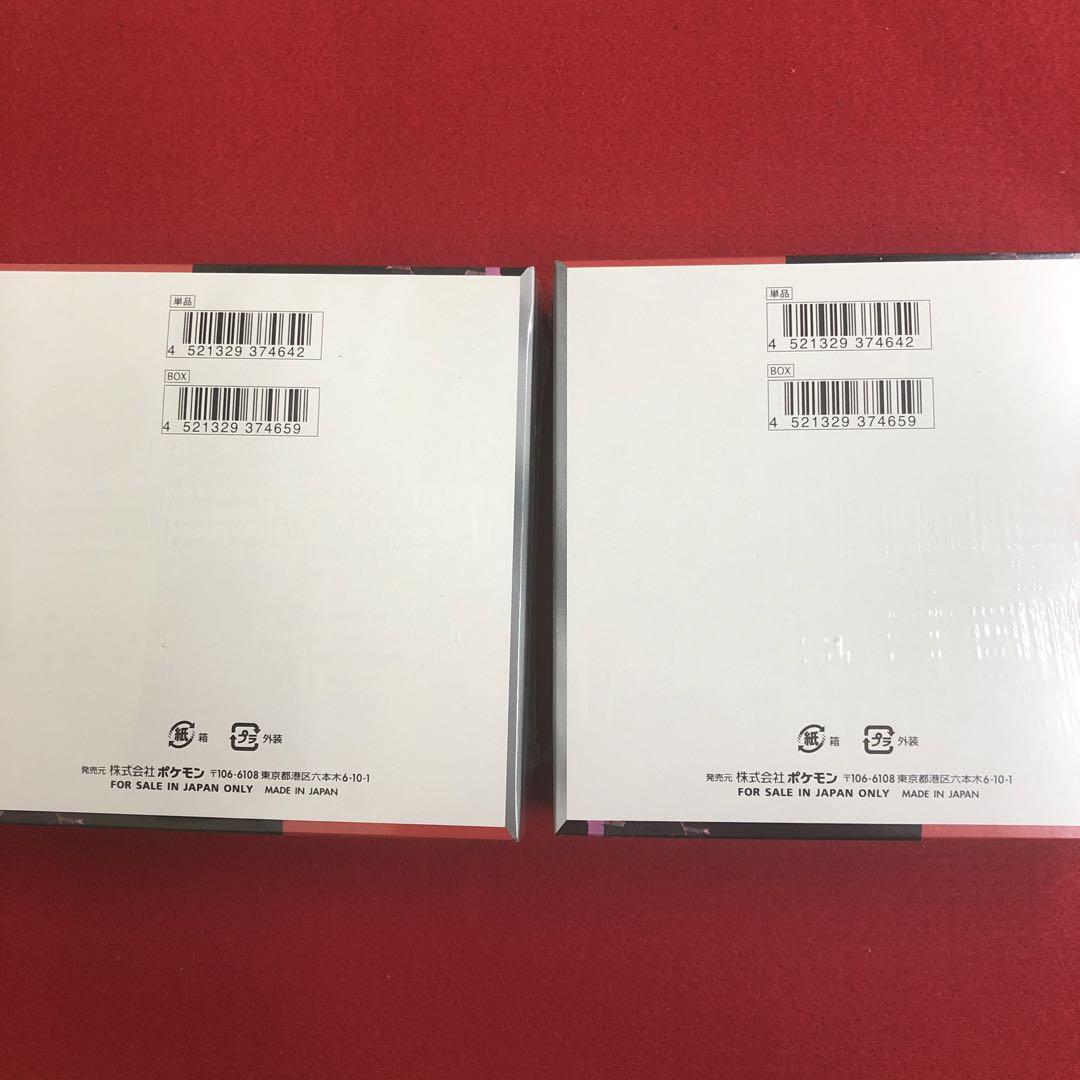 単品
4 521329 374642
BOX
4 521329 374659
紙 箱 プラ 外装
発売元 株式会社ポケモン 〒106-6108 東京都港区六本木6-10-1
FOR SALE IN JAPAN ONLY MADE IN JAPAN
単品
4 521329 374642
BOX
4 521329 374659
紙 箱 プラ 外装
発売元 株式会社ポケモン 〒106-6108 東京都港区六本木6-10-1
FOR SALE IN JAPAN ONLY MADE IN JAPAN